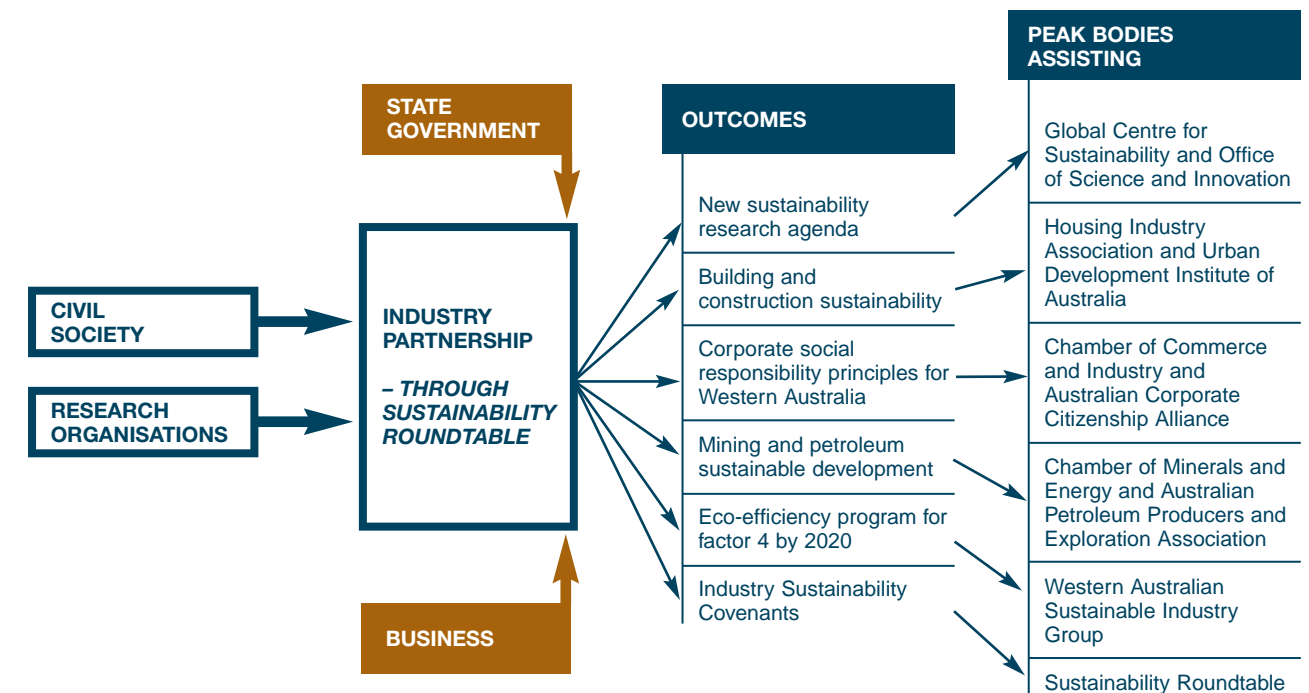 CIVIL
SOCIETY
RESEARCH
ORGANISATIONS
STATE
GOVERNMENT
INDUSTRY
PARTNERSHIP
– THROUGH
SUSTAINABILITY
ROUNDTABLE
BUSINESS
OUTCOMES
New sustainability
research agenda
Building and
construction sustainability
Corporate social
responsibility principles for
Western Australia
Mining and petroleum
sustainable development
Eco-efficiency program for
factor 4 by 2020
Industry Sustainability
Covenants
PEAK BODIES
ASSISTING
Global Centre for
Sustainability and Office
of Science and Innovation
Housing Industry
Association and Urban
Development Institute of
Australia
Chamber of Commerce
and Industry and
Australian Corporate
Citizenship Alliance
Chamber of Minerals and
Energy and Australian
Petroleum Producers and
Exploration Association
Western Australian
Sustainable Industry
Group
Sustainability Roundtable